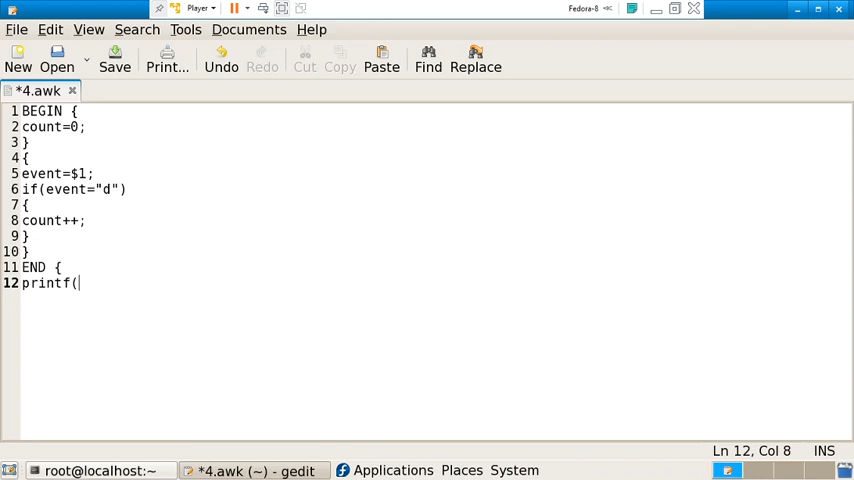 Player
Fedora-8
File Edit View Search Tools Documents Help
New Open Save Print... Undo Redo Cut Copy Paste Find Replace
*4.awk
1 BEGIN {
2 count=0;
3 }
4 {
5 event=$1;
6 if(event="d")
7 {
8 count++;
9 }
10 }
11 END {
12 printf(
Ln 12, Col 8 INS
root@localhost:~ *4.awk (~) - gedit Applications Places System